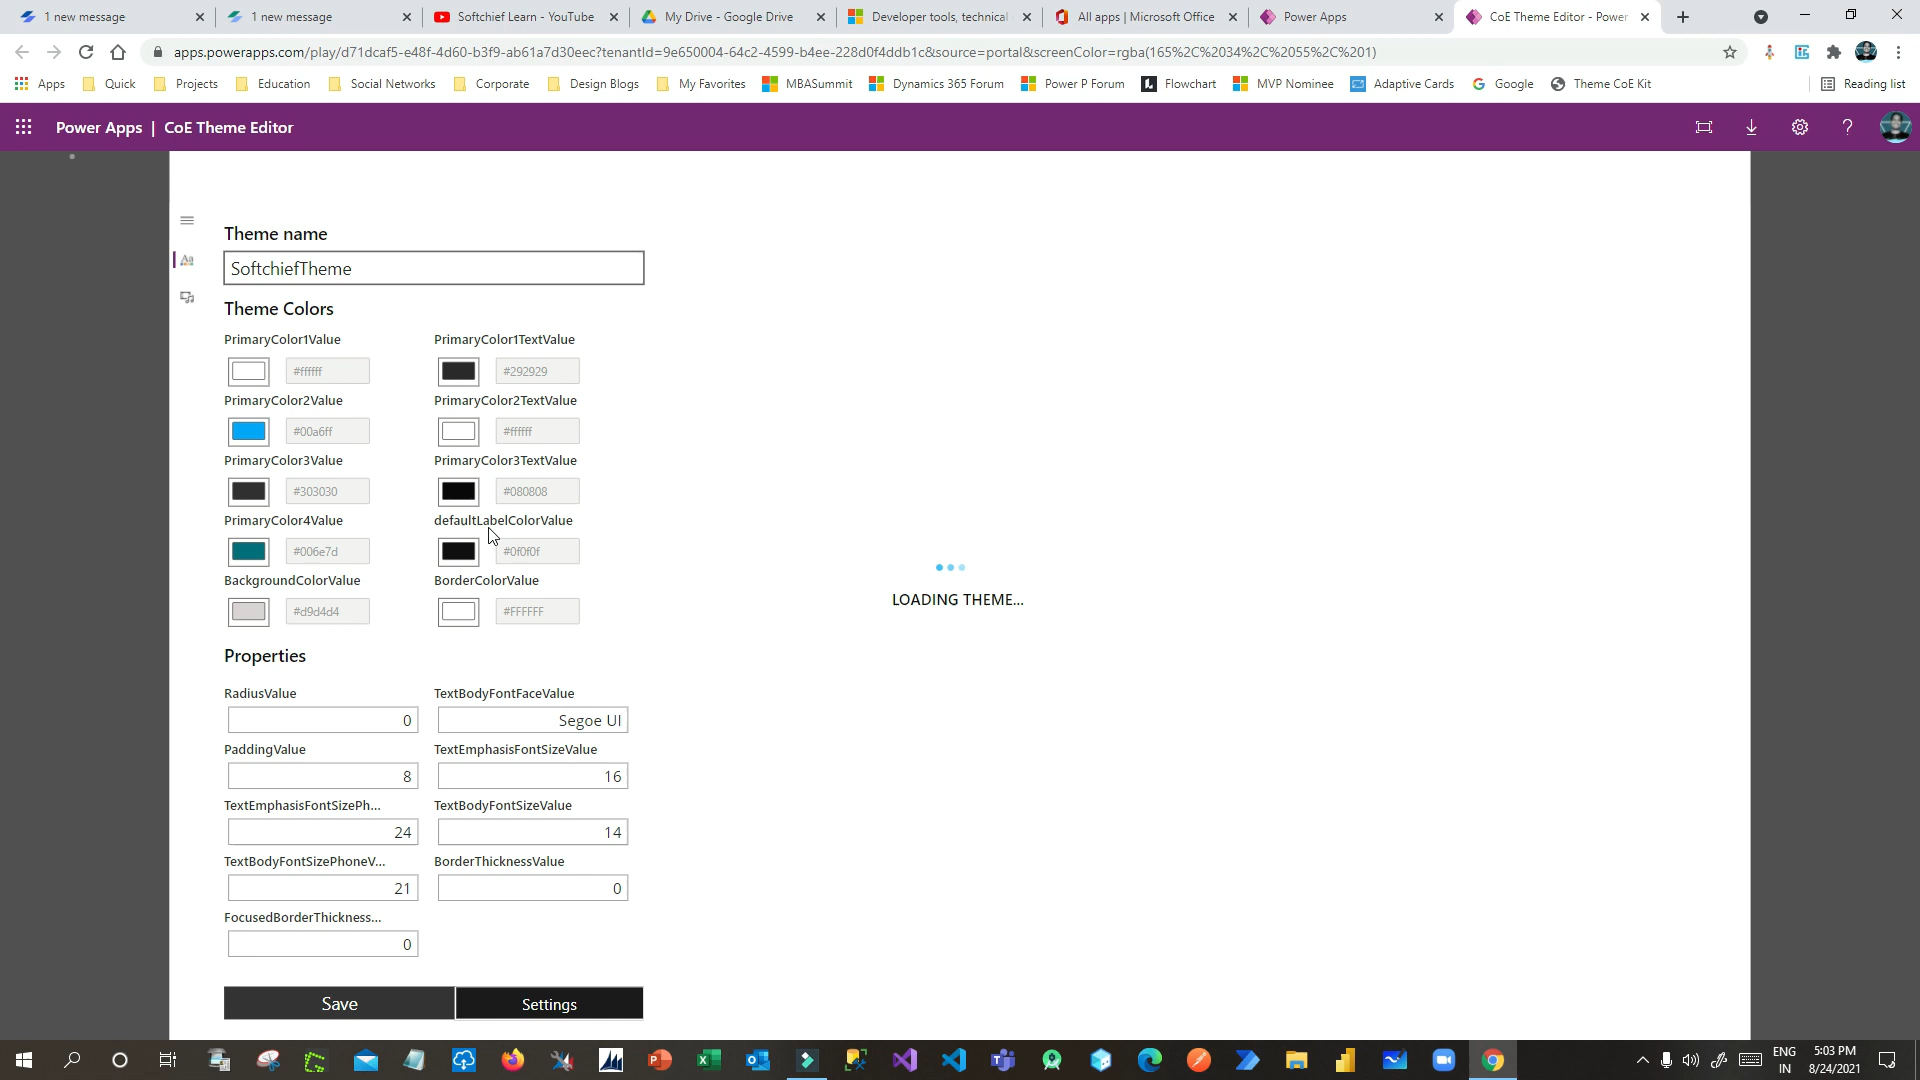 1 new message
1 new message
Softchief Learn - YouTube
My Drive - Google Drive
Developer tools, technical
All apps | Microsoft Office
Power Apps
CoE Theme Editor - Power
apps.powerapps.com/play/d71dcaf5-e48f-4d60-b3f9-ab61a7d30eec?tenantId=9e650004-64c2-4599-b4ee-228d0f4ddb1c&source=portal&screenColor=rgba(165%2C%2034%2C%2055%2C%201)
Apps
Quick
Projects
Education
Social Networks
Corporate
Design Blogs
My Favorites
MBASummit
Dynamics 365 Forum
Power P Forum
Flowchart
MVP Nominee
Adaptive Cards
Google
Theme CoE Kit
Reading list
Power Apps | CoE Theme Editor
Theme name
SoftchiefTheme
Theme Colors
PrimaryColor1Value PrimaryColor1TextValue
#ffffff #292929
PrimaryColor2Value PrimaryColor2TextValue
#00a6ff #ffffff
PrimaryColor3Value PrimaryColor3TextValue
#303030 #080808
PrimaryColor4Value defaultLabelColorValue
#006e7d #0f0f0f
BackgroundColorValue BorderColorValue
#d9d4d4 #FFFFFF
LOADING THEME...
Properties
RadiusValue TextBodyFontFaceValue
0 Segoe UI
PaddingValue TextEmphasisFontSizeValue
8 16
TextEmphasisFontSizePh... TextBodyFontSizeValue
24 14
TextBodyFontSizePhoneV... BorderThicknessValue
21 0
FocusedBorderThickness...
0
Save Settings
ENG
IN
5:03 PM
8/24/2021